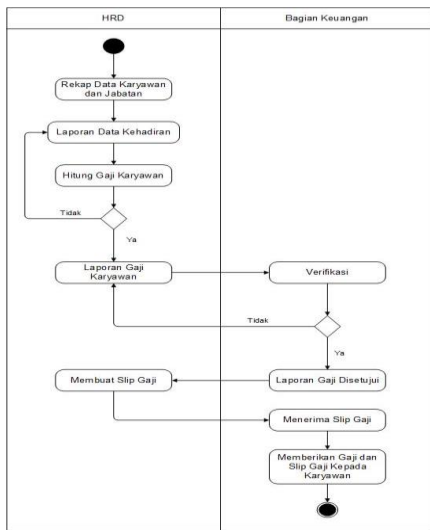 HRD
Bagian Keuangan
Rekap Data Karyawan
dan Jabatan
Laporan Data Kehadiran
Hitung Gaji Karyawan
Tidak
Ya
Laporan Gaji
Karyawan
Verifikasi
Tidak
Ya
Membuat Slip Gaji
Laporan Gaji Disetujui
Menerima Slip Gaji
Memberikan Gaji dan
Slip Gaji Kepada
Karyawan